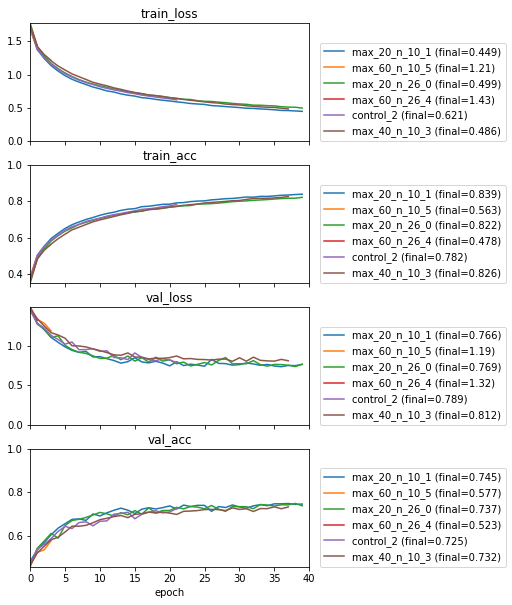 train_loss
1.5
1.0
0.5
0.0
max_20_n_10_1 (final=0.449)
max_60_n_10_5 (final=1.21)
max_20_n_26_0 (final=0.499)
max_60_n_26_4 (final=1.43)
control_2 (final=0.621)
max_40_n_10_3 (final=0.486)
train_acc
1.0
0.8
0.6
0.4
max_20_n_10_1 (final=0.839)
max_60_n_10_5 (final=0.563)
max_20_n_26_0 (final=0.822)
max_60_n_26_4 (final=0.478)
control_2 (final=0.782)
max_40_n_10_3 (final=0.826)
val_loss
1.0
0.5
0.0
max_20_n_10_1 (final=0.766)
max_60_n_10_5 (final=1.19)
max_20_n_26_0 (final=0.769)
max_60_n_26_4 (final=1.32)
control_2 (final=0.789)
max_40_n_10_3 (final=0.812)
val_acc
1.0
0.8
0.6
max_20_n_10_1 (final=0.745)
max_60_n_10_5 (final=0.577)
max_20_n_26_0 (final=0.737)
max_60_n_26_4 (final=0.523)
control_2 (final=0.725)
max_40_n_10_3 (final=0.732)
0 5 10 15 20 25 30 35 40
epoch